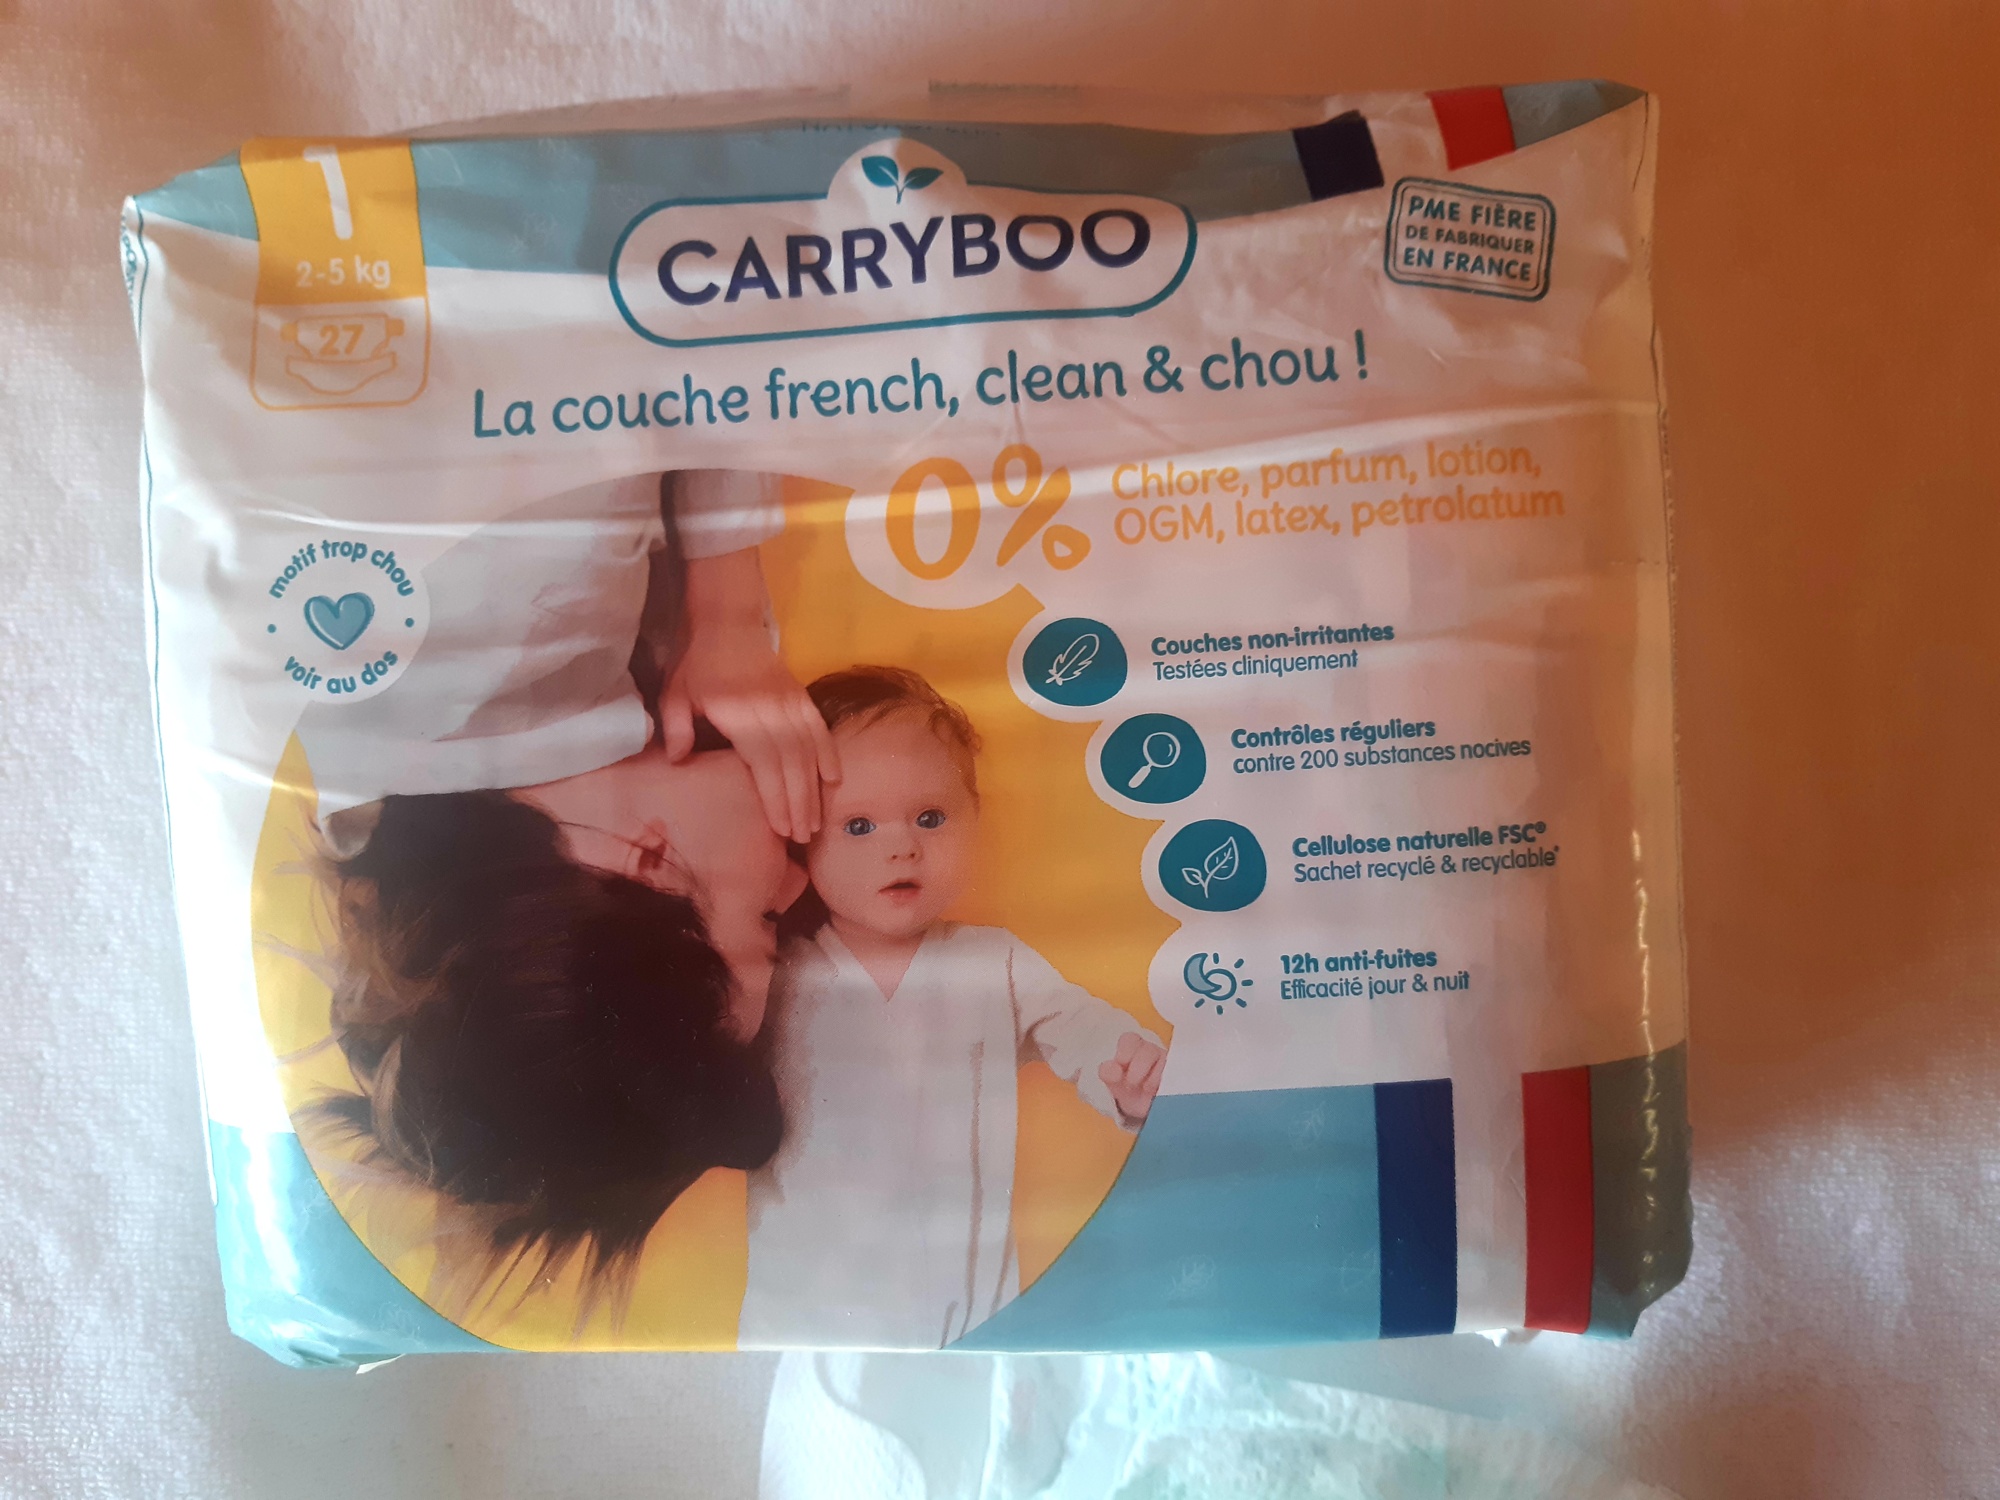 1
2-5 kg
27
CARRYBOO
PME FIÈRE
DE FABRIQUER
EN FRANCE
La couche french, clean & chou !
0% Chlore, parfum, lotion,
OGM, latex, petrolatum
motif trop chou
voir au dos
Couches non-irritantes
Testées cliniquement
Contrôles réguliers
contre 200 substances nocives
Cellulose naturelle FSC®
Sachet recyclé & recyclable*
12h anti-fuites
Efficacité jour & nuit